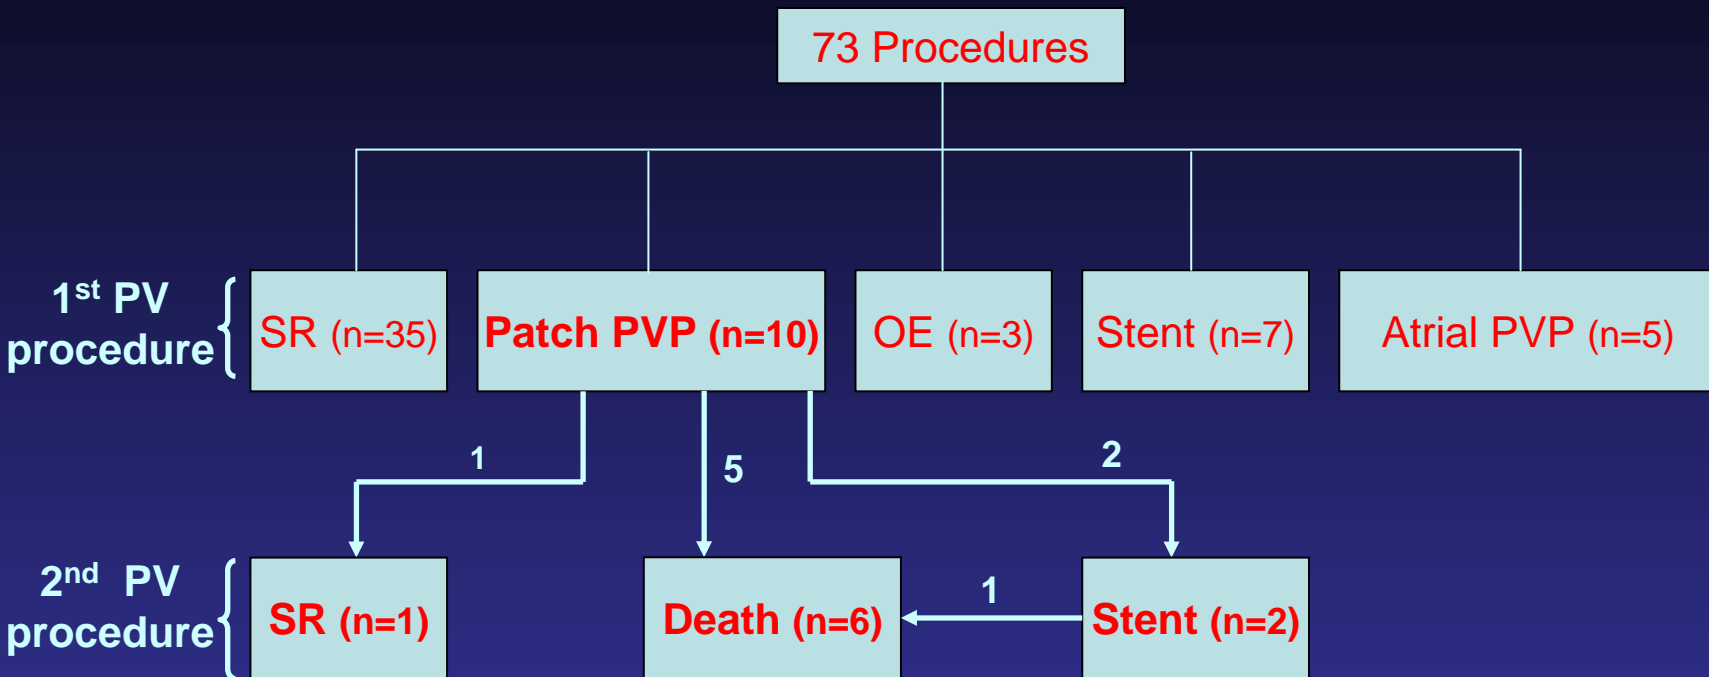 73 Procedures
1st PV
procedure
SR (n=35)
Patch PVP (n=10)
OE (n=3)
Stent (n=7)
Atrial PVP (n=5)
1
5
2
2nd PV
procedure
SR (n=1)
Death (n=6)
1
Stent (n=2)